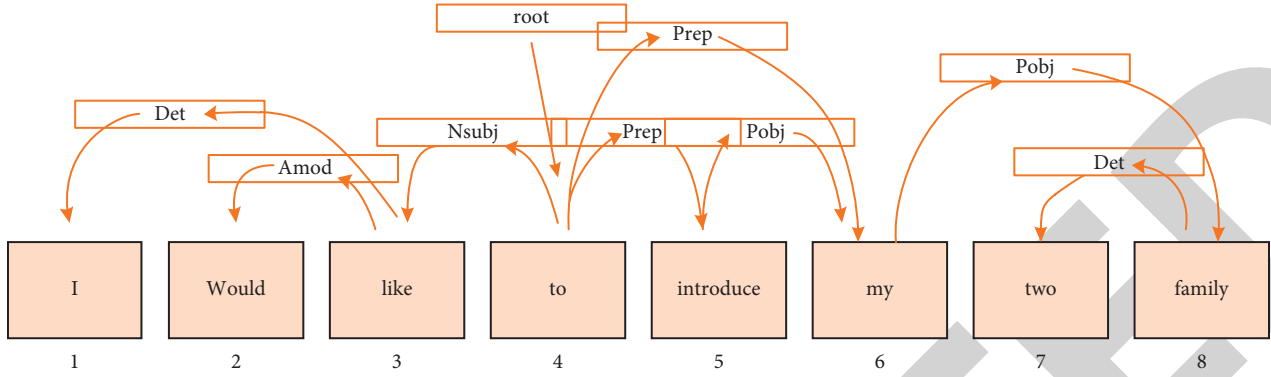 root
Prep
Pobj
Det
Nsubj
Prep
Pobj
Amod
Det
I
Would
like
to
introduce
my
two
family
1
2
3
4
5
6
7
8